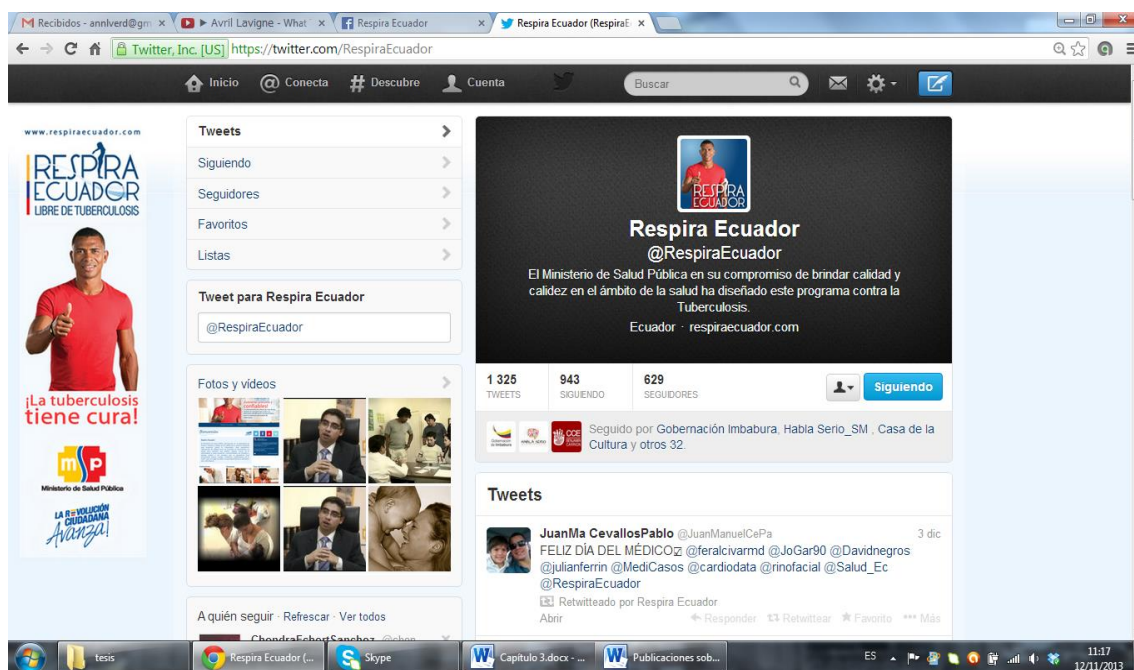 Recibidos - annlverd@gm
Avril Lavigne - What
Respira Ecuador
Respira Ecuador (RespiraE
Twitter, Inc. [US] https://twitter.com/RespiraEcuador
Inicio
Conecta
Descubre
Cuenta
Buscar
www.respiraecuador.com
RESPIRA
ECUADOR
LIBRE DE TUBERCULOSIS
¡La tuberculosis
tiene cura!
msp
Ministerio de Salud Pública
LA REVOLUCIÓN
CIUDADANA
Avanza!
Tweets
Siguiendo
Seguidores
Favoritos
Listas
Tweet para Respira Ecuador
@RespiraEcuador
Fotos y vídeos
A quién seguir · Refrescar · Ver todos
ChondraEchertSanchez @chon
RESPIRA
ECUADOR
Respira Ecuador
@RespiraEcuador
El Ministerio de Salud Pública en su compromiso de brindar calidad y
calidez en el ámbito de la salud ha diseñado este programa contra la
Tuberculosis.
Ecuador · respiraecuador.com
1 325 TWEETS
943 SIGUIENDO
629 SEGUIDORES
Siguiendo
CCE
Seguido por Gobernación Imbabura, Habla Serio_SM , Casa de la
Cultura y otros 32.
Tweets
JuanMa CevallosPablo @JuanManuelCePa 3 dic
FELIZ DÍA DEL MÉDICO @feralcivarmd @JoGar90 @Davidnegros
@julianferrin @MediCasos @cardiodata @rinofacial @Salud_Ec
@RespiraEcuador
Retwitteado por Respira Ecuador
Abrir
Responder Retwittear Favorito Más
tesis
Respira Ecuador (...
Skype
Capítulo 3.docx - ...
Publicaciones sob...
ES
11:17
12/11/2013